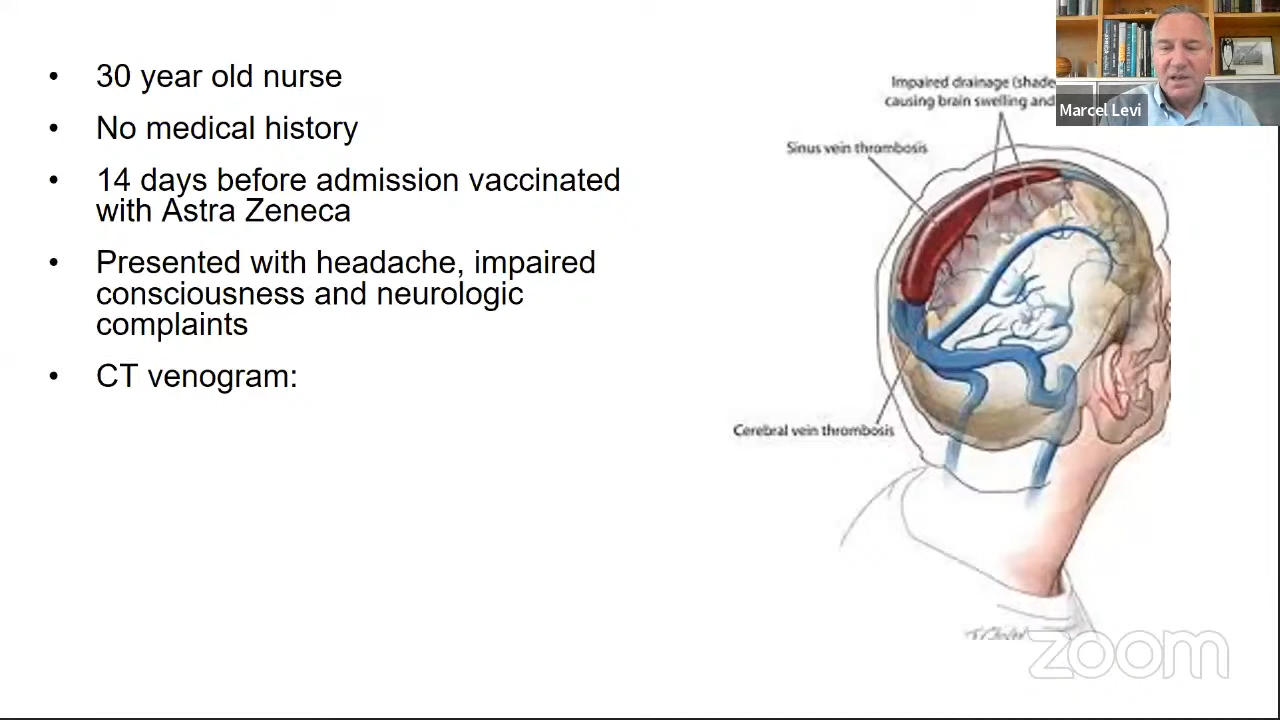 • 30 year old nurse
• No medical history
• 14 days before admission vaccinated
with Astra Zeneca
• Presented with headache, impaired
consciousness and neurologic
complaints
• CT venogram:
Impaired drainage
causing brain swelling and
Marcel Levi
Sinus vein thrombosis
Cerebral vein thrombosis
zoom